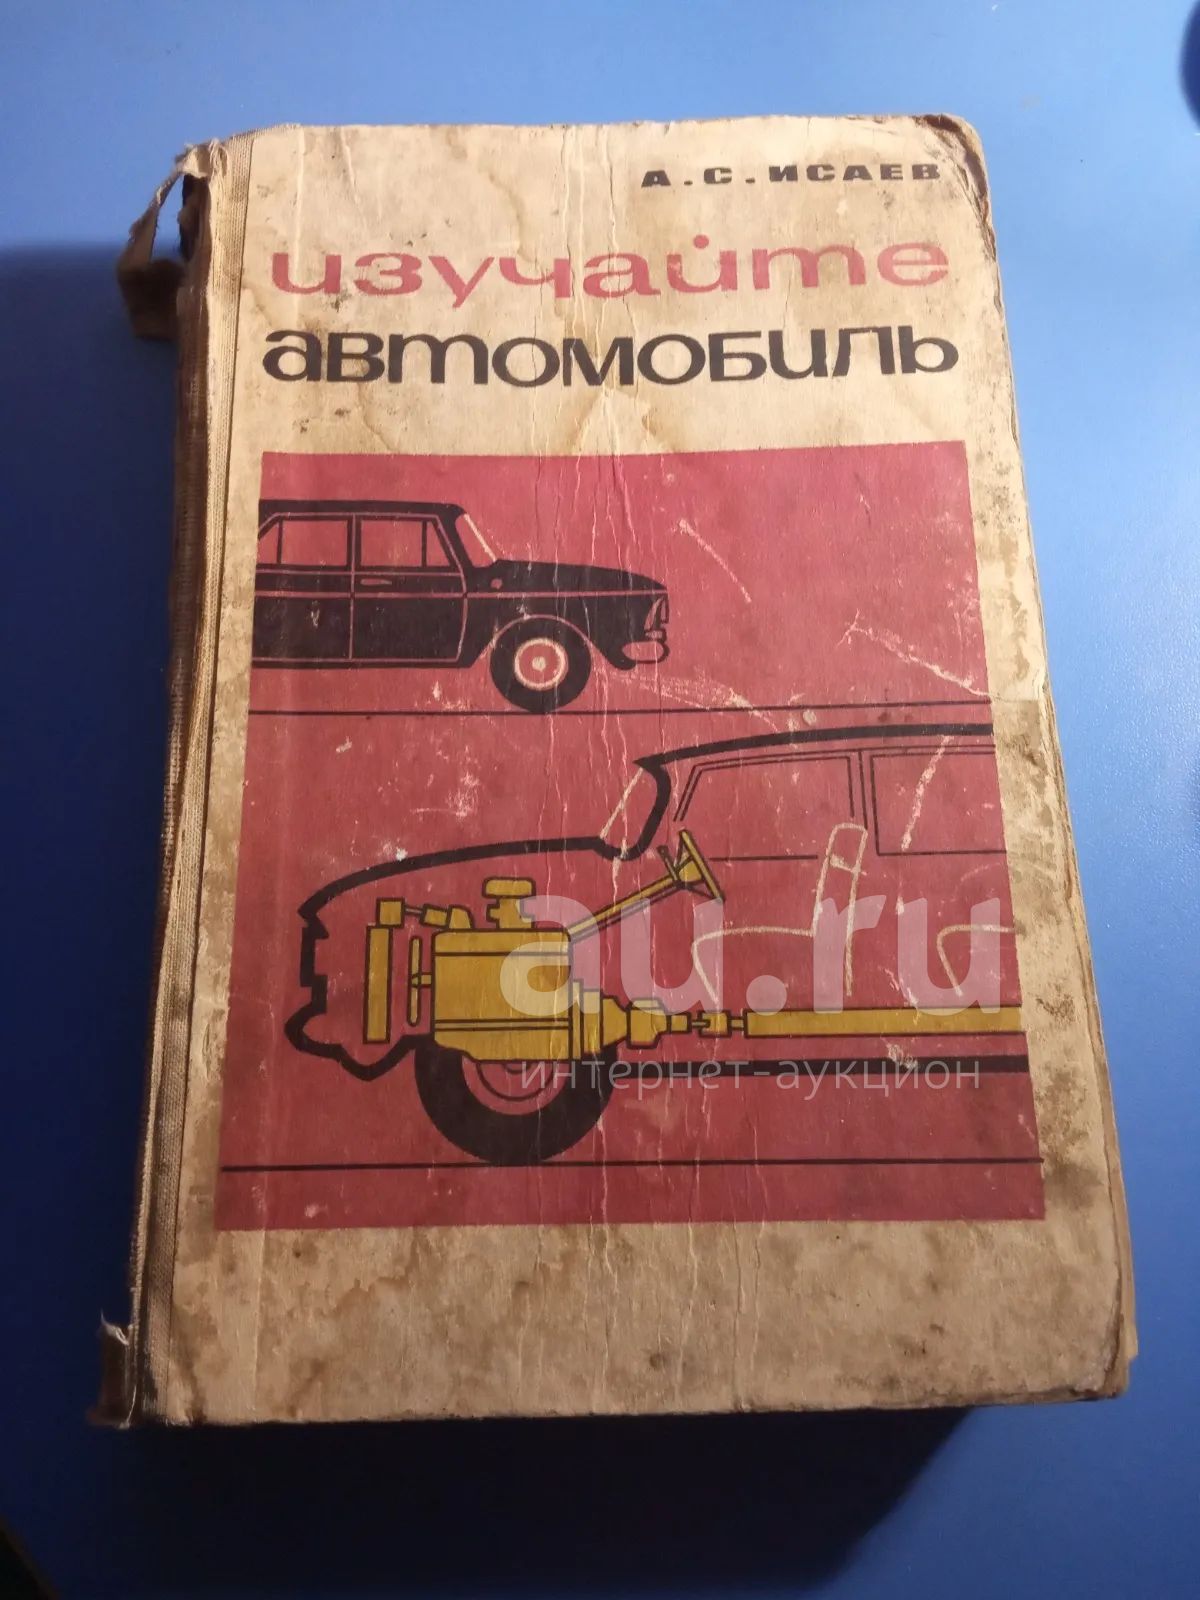 А.С.ИСАЕВ
изучайте
автомобиль
au.ru
интернет-аукцион